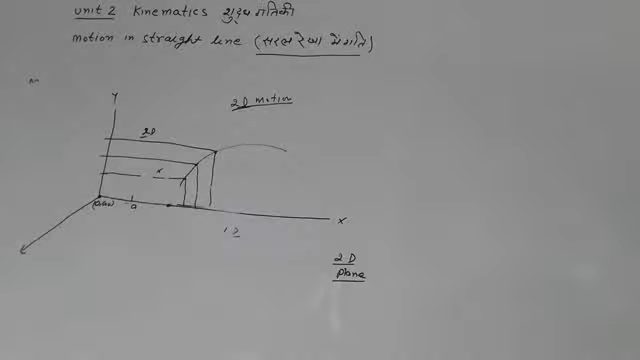 unit 2 Kinematics शुद्ध गतिकी
motion in straight line (सरल रेखा में गति)
Y
2D motion
2D
x
a
X
1D
2D
plane